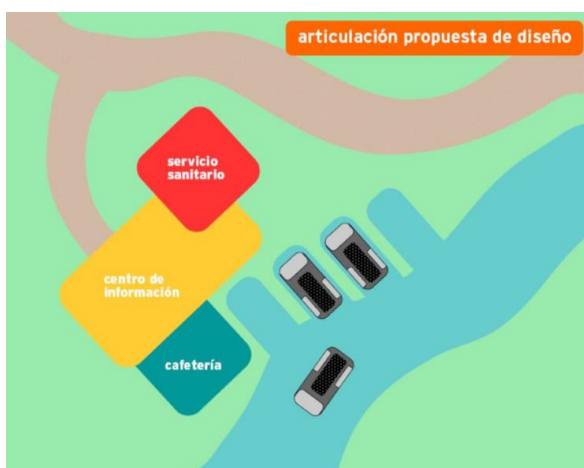 articulación propuesta de diseño
servicio
sanitario
centro de
información
cafetería